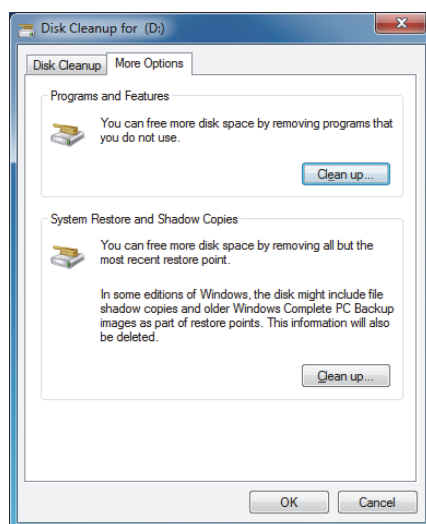 Disk Cleanup for (D:)
Disk Cleanup
More Options
Programs and Features
You can free more disk space by removing programs that
you do not use.
Clean up...
System Restore and Shadow Copies
You can free more disk space by removing all but the
most recent restore point.
In some editions of Windows, the disk might include file
shadow copies and older Windows Complete PC Backup
images as part of restore points. This information will also
be deleted.
Clean up...
OK
Cancel